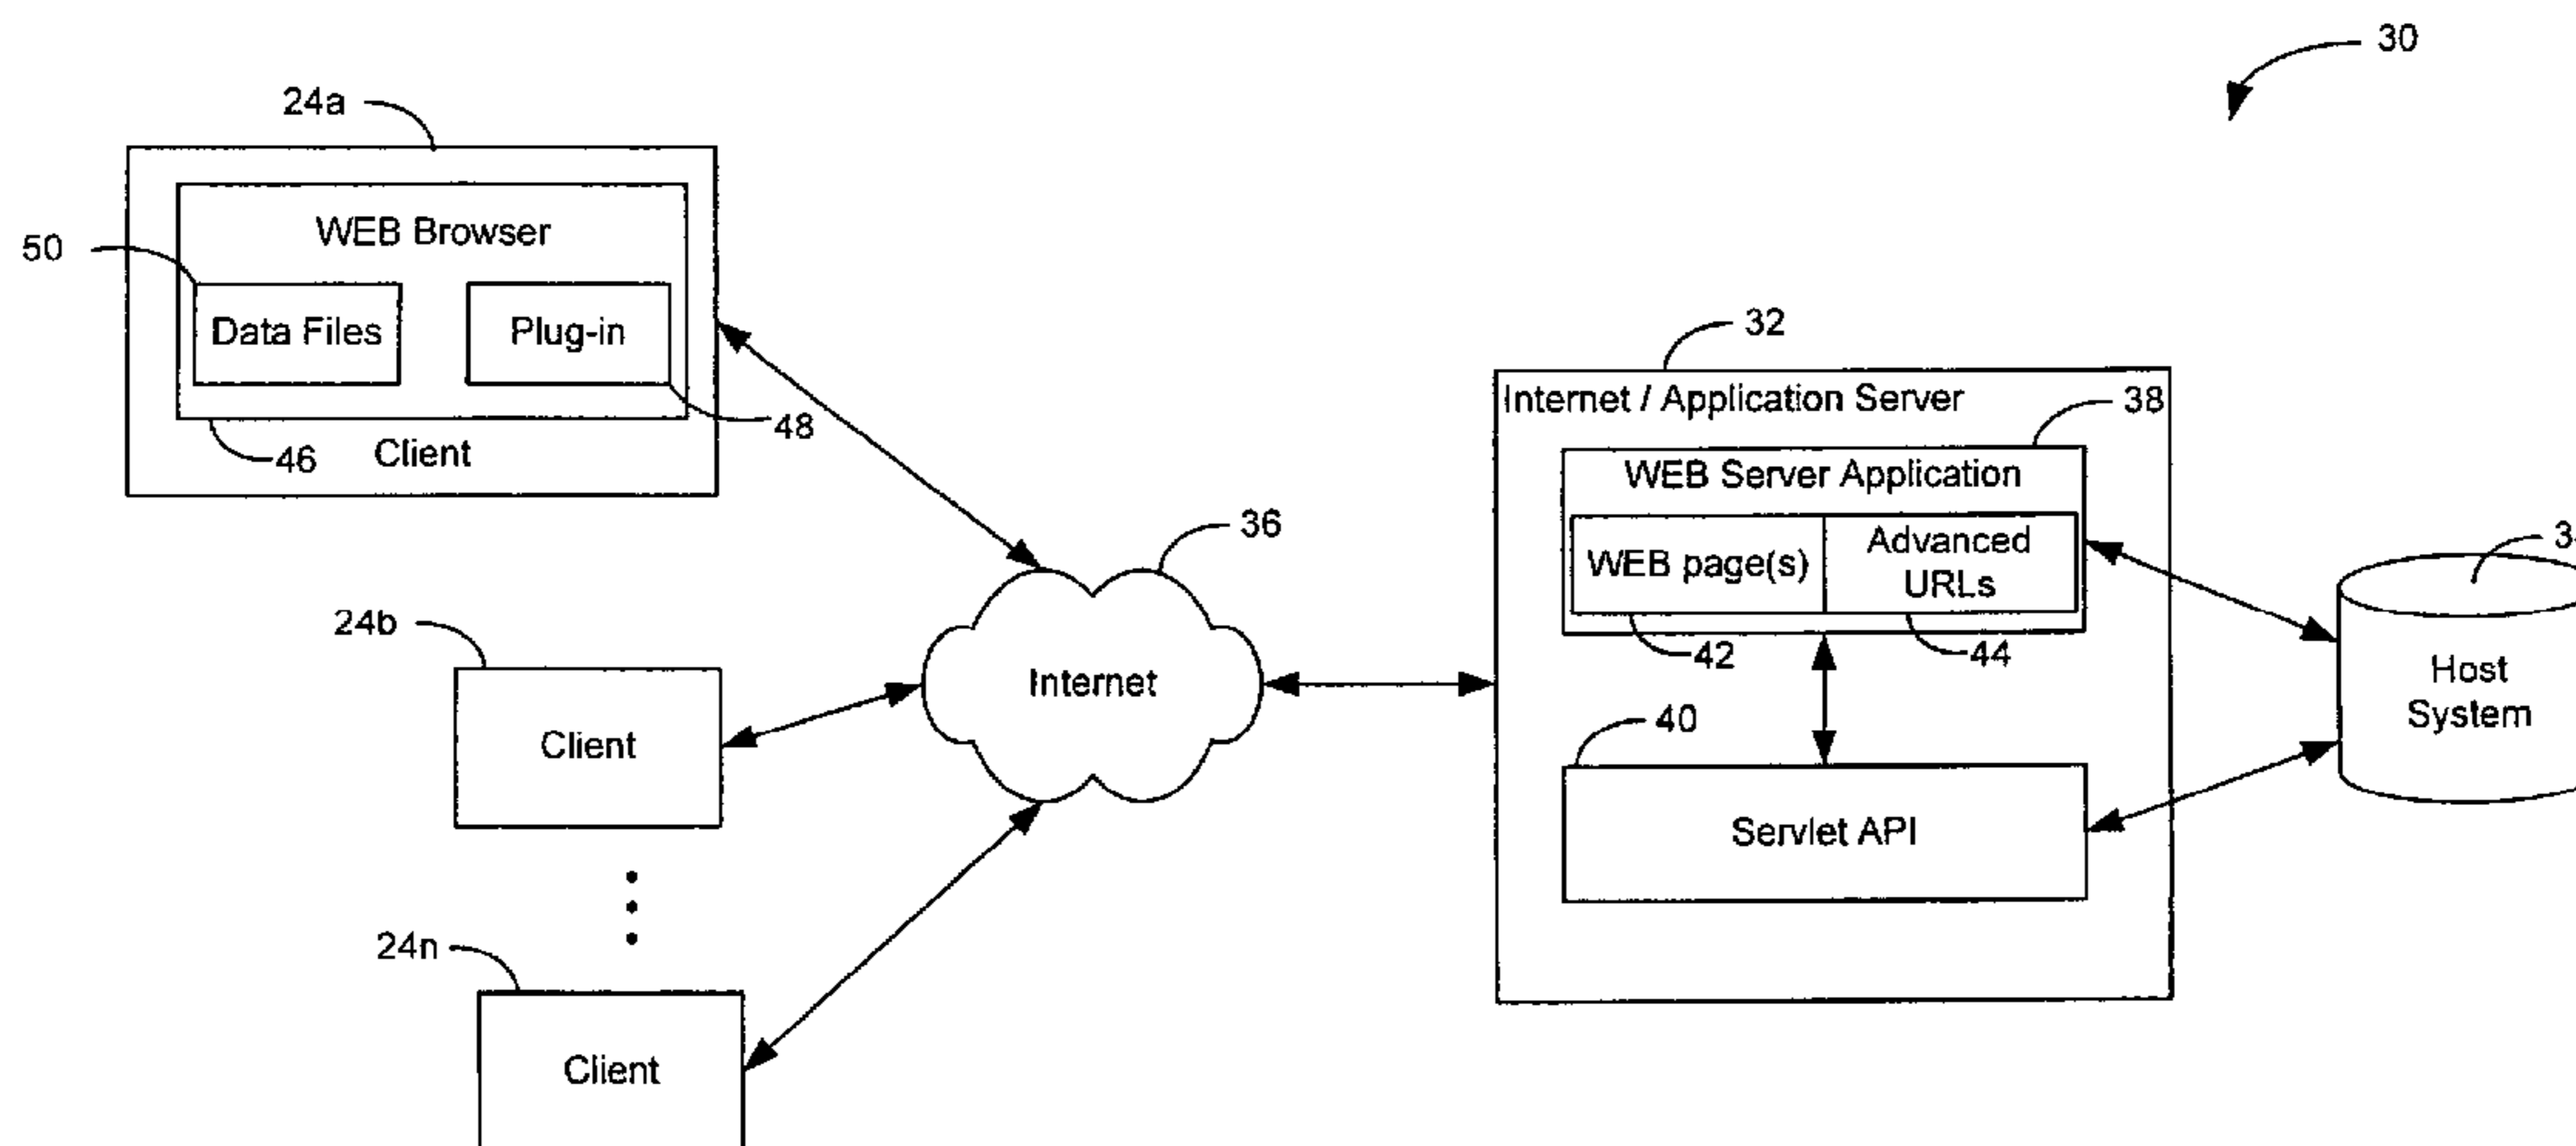 30
24a
WEB Browser
50
Data Files
Plug-in
48
46
Client
32
Internet / Application Server
38
WEB Server Application
WEB page(s)
Advanced
URLs
42
44
36
Internet
24b
Client
40
Servlet API
Host
System
24n
Client